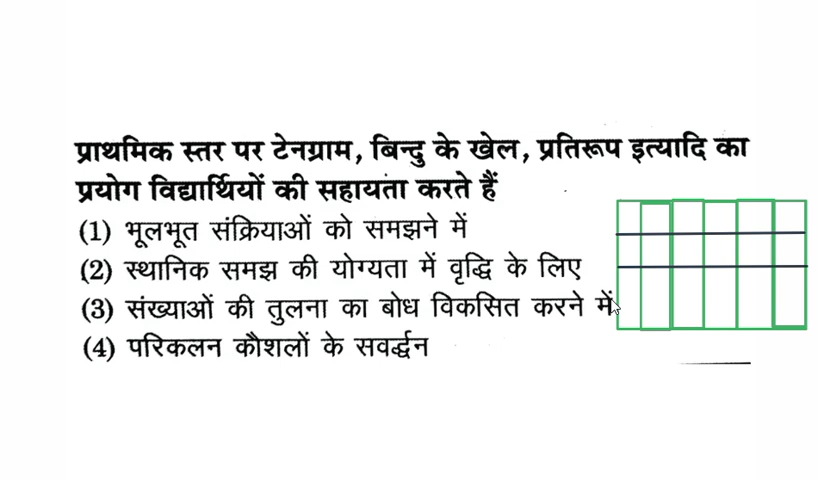 प्राथमिक स्तर पर टेनग्राम, बिन्दु के खेल, प्रतिरूप इत्यादि का
प्रयोग विद्यार्थियों की सहायता करते हैं
(1) भूलभूत संक्रियाओं को समझने में
(2) स्थानिक समझ की योग्यता में वृद्धि के लिए
(3) संख्याओं की तुलना का बोध विकसित करने में
(4) परिकलन कौशलों के सवर्द्धन